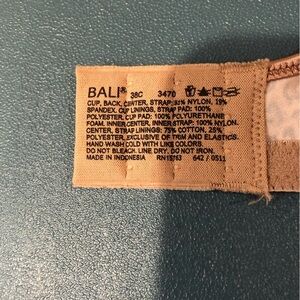 BALI® 38C 3470
CUP, BACK, CENTER, STRAP: 81% NYLON, 19%
SPANDEX, CUP LININGS, STRAP PAD: 100%
POLYESTER, CUP PAD: 100% POLYURETHANE
FOAM, INNER CENTER, INNER STRAP: 100% NYLON,
CENTER, STRAP LININGS: 75% COTTON, 25%
POLYESTER, EXCLUSIVE OF TRIM AND ELASTICS.
HAND WASH COLD WITH LIKE COLORS.
DO NOT BLEACH. LINE DRY. DO NOT IRON.
MADE IN INDONESIA RN15763 642 / 0511